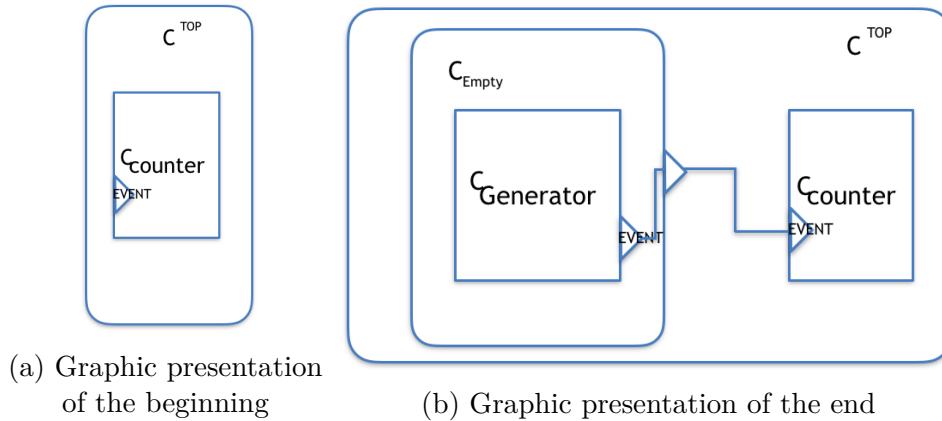 C TOP
C counter
EVENT
(a) Graphic presentation
of the beginning
C TOP
C Empty
C Generator
EVENT
C counter
EVENT
(b) Graphic presentation of the end